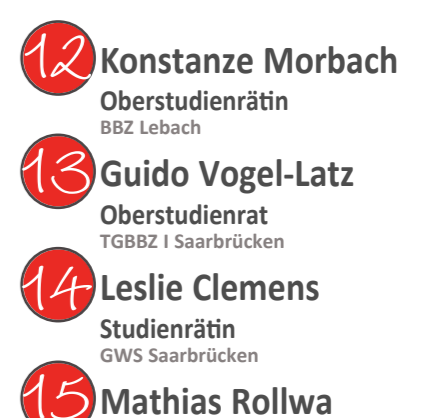 12 Konstanze Morbach
Oberstudienrätin
BBZ Lebach
13 Guido Vogel-Latz
Oberstudienrat
TGBBZ I Saarbrücken
14 Leslie Clemens
Studienrätin
GWS Saarbrücken
15 Mathias Rollwa